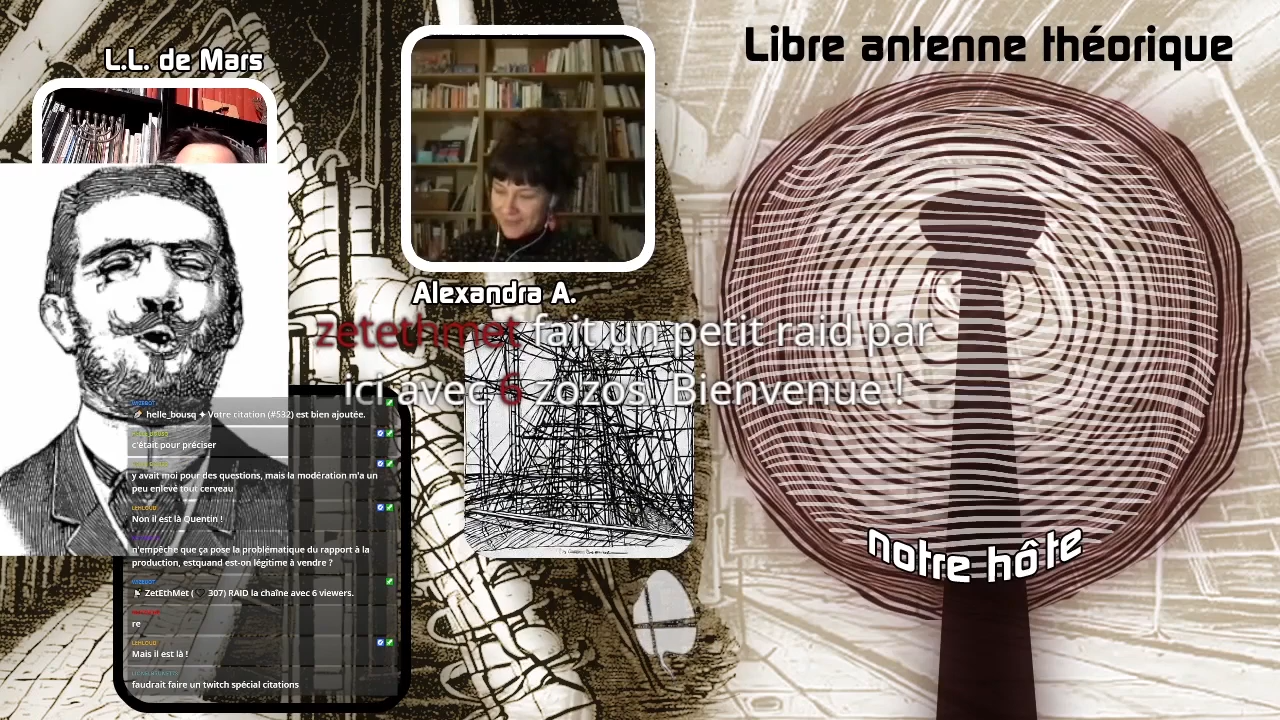 L.L. de Mars
Libre antenne théorique
Alexandra A.
zetethmet fait un petit raid par
ici avec 6 zozos. Bienvenue !
WIZEBOT
helle_bousq ✦ Votre citation (#532) est bien ajoutée.
c'était pour préciser
y avait moi pour des questions, mais la modération m'a un
peu enlevé tout cerveau
LEHLOUD
Non il est là Quentin !
n'empêche que ça pose la problématique du rapport à la
production, estquand est-on légitime à vendre ?
WIZEBOT
ZetEthMet ( 307) RAID la chaîne avec 6 viewers.
re
LEHLOUD
Mais il est là !
faudrait faire un twitch spécial citations
notre hôte